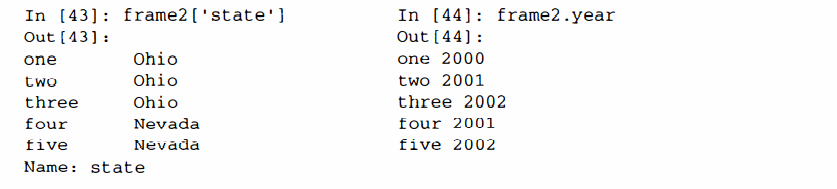 In [43]: frame2['state']
Out[43]:
one Ohio
two Ohio
three Ohio
four Nevada
five Nevada
Name: state
In [44]: frame2.year
Out[44]:
one 2000
two 2001
three 2002
four 2001
five 2002